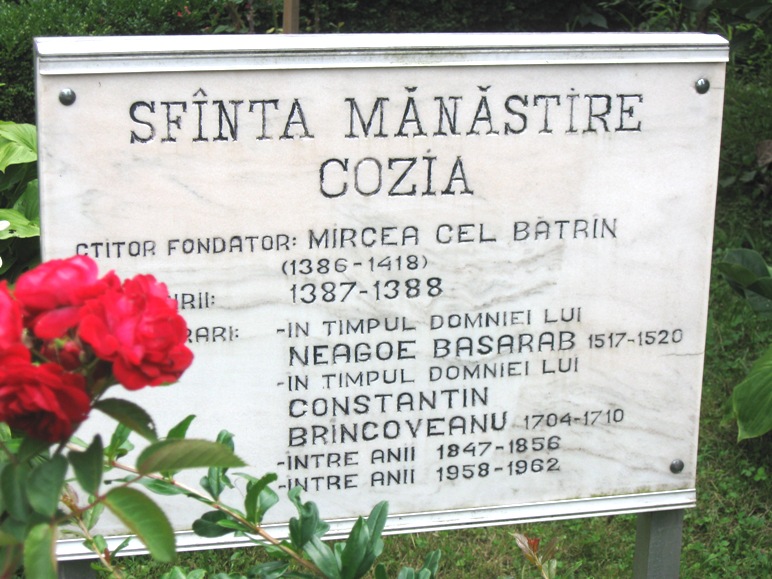 SFÎNTA MĂNĂSTIRE
COZIA
CTITOR FONDATOR: MIRCEA CEL BATRIN
(1386-1418)
1387-1388
-IN TIMPUL DOMNIEI LUI
NEAGOE BASARAB 1517-1520
-IN TIMPUL DOMNIEI LUI
CONSTANTIN
BRINCOVEANU 1704-1710
-INTRE ANII 1847-1856
-INTRE ANII 1958-1962